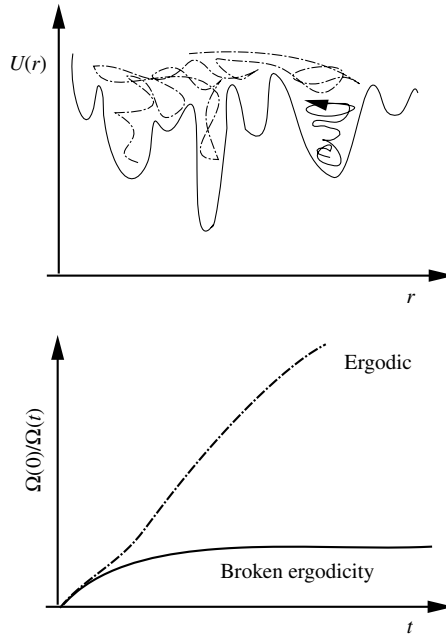 U(r)
r
Ω(0)/Ω(t)
Ergodic
Broken ergodicity
t